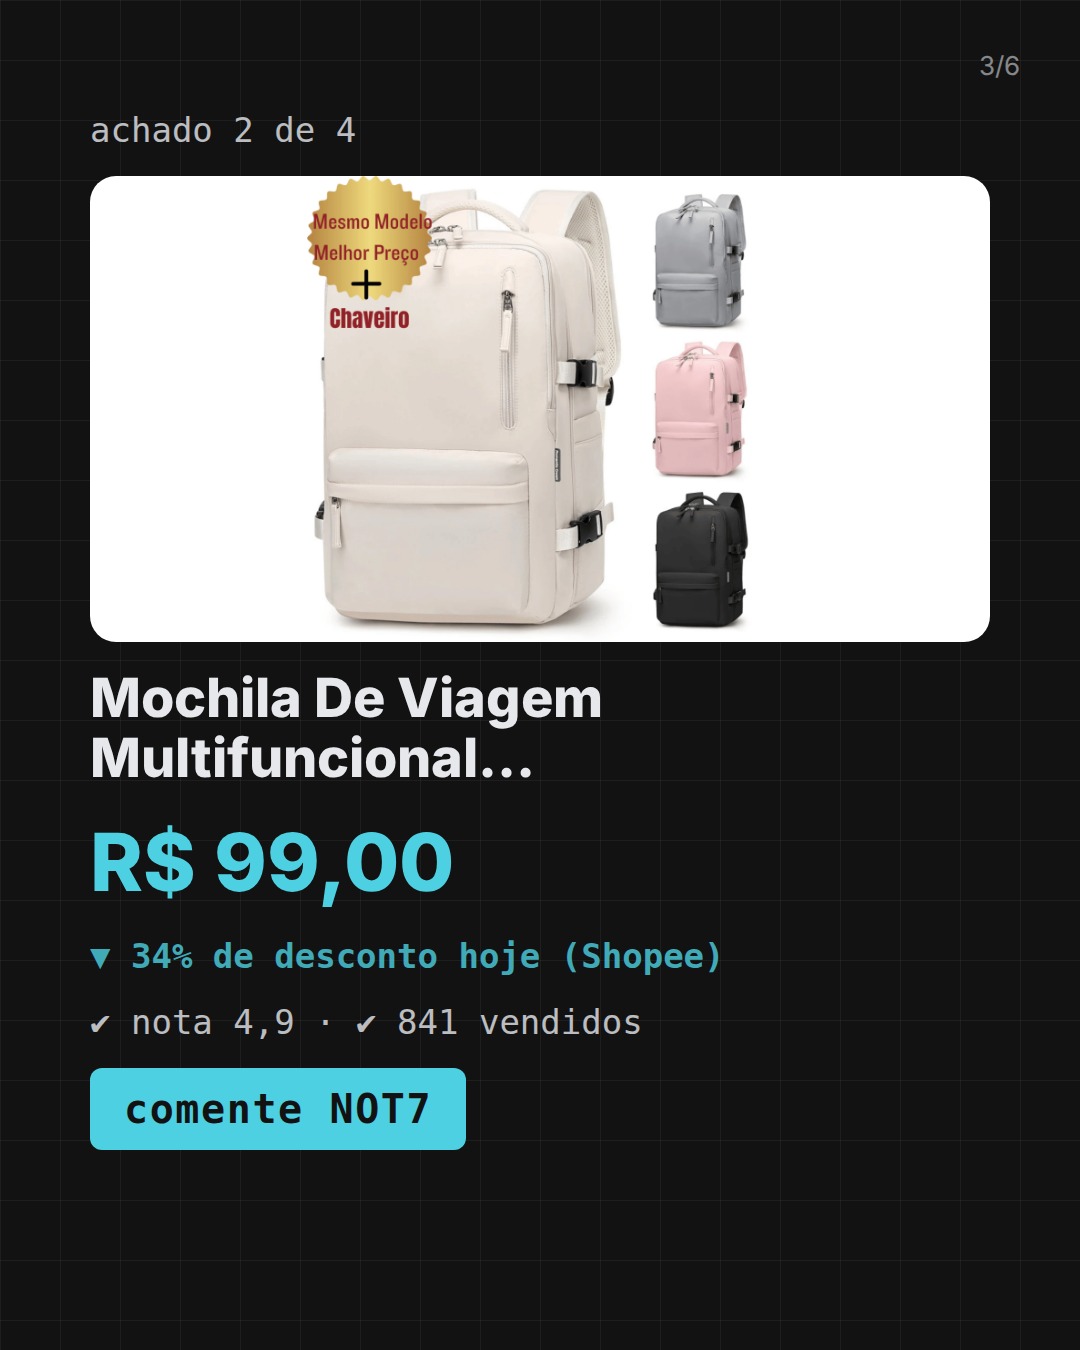 3/6
achado 2 de 4
Mesmo Modelo
Melhor Preço
+
Chaveiro
Mochila De Viagem
Multifuncional...
R$ 99,00
▼ 34% de desconto hoje (Shopee)
✔ nota 4,9 · ✔ 841 vendidos
comente NOT7